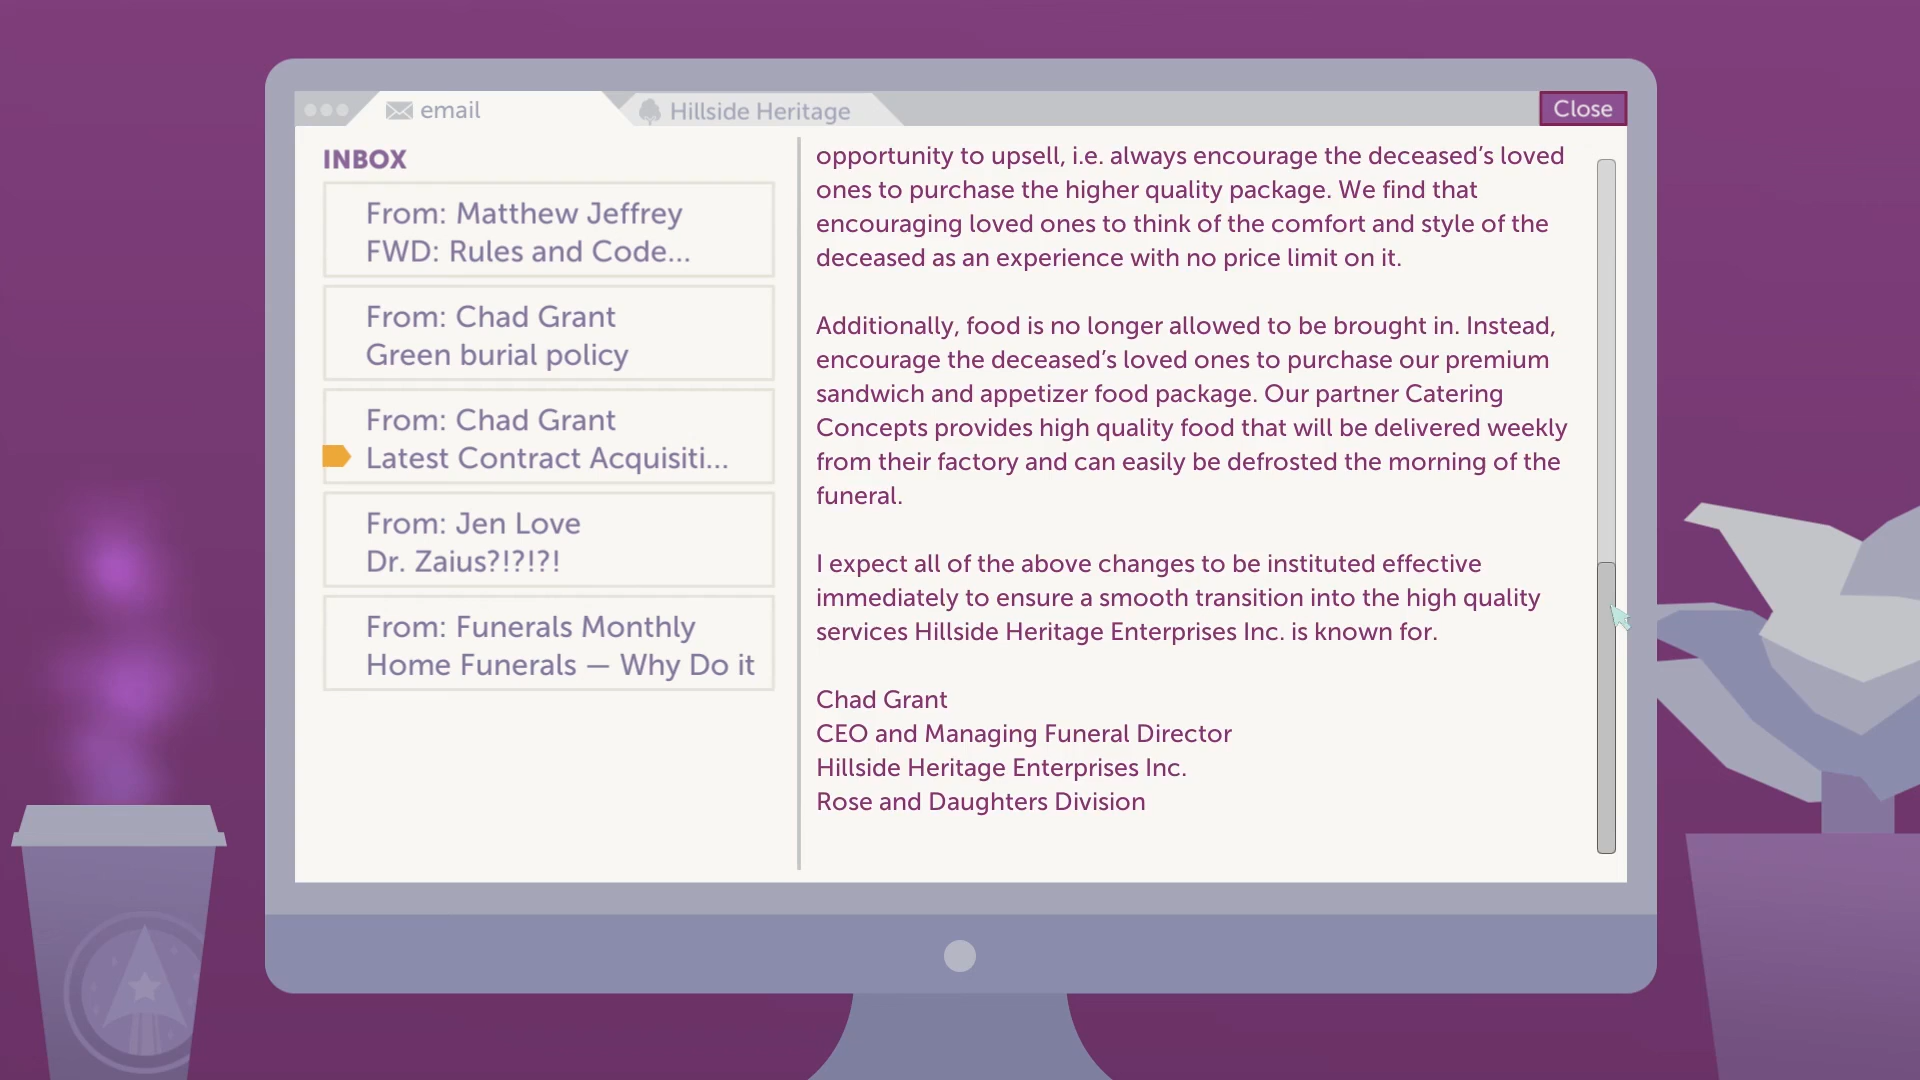 email
Hillside Heritage
Close
INBOX
From: Matthew Jeffrey
FWD: Rules and Code...
From: Chad Grant
Green burial policy
From: Chad Grant
Latest Contract Acquisiti...
From: Jen Love
Dr. Zaius?!?!?!
From: Funerals Monthly
Home Funerals — Why Do it
opportunity to upsell, i.e. always encourage the deceased’s loved
ones to purchase the higher quality package. We find that
encouraging loved ones to think of the comfort and style of the
deceased as an experience with no price limit on it.
Additionally, food is no longer allowed to be brought in. Instead,
encourage the deceased’s loved ones to purchase our premium
sandwich and appetizer food package. Our partner Catering
Concepts provides high quality food that will be delivered weekly
from their factory and can easily be defrosted the morning of the
funeral.
I expect all of the above changes to be instituted effective
immediately to ensure a smooth transition into the high quality
services Hillside Heritage Enterprises Inc. is known for.
Chad Grant
CEO and Managing Funeral Director
Hillside Heritage Enterprises Inc.
Rose and Daughters Division